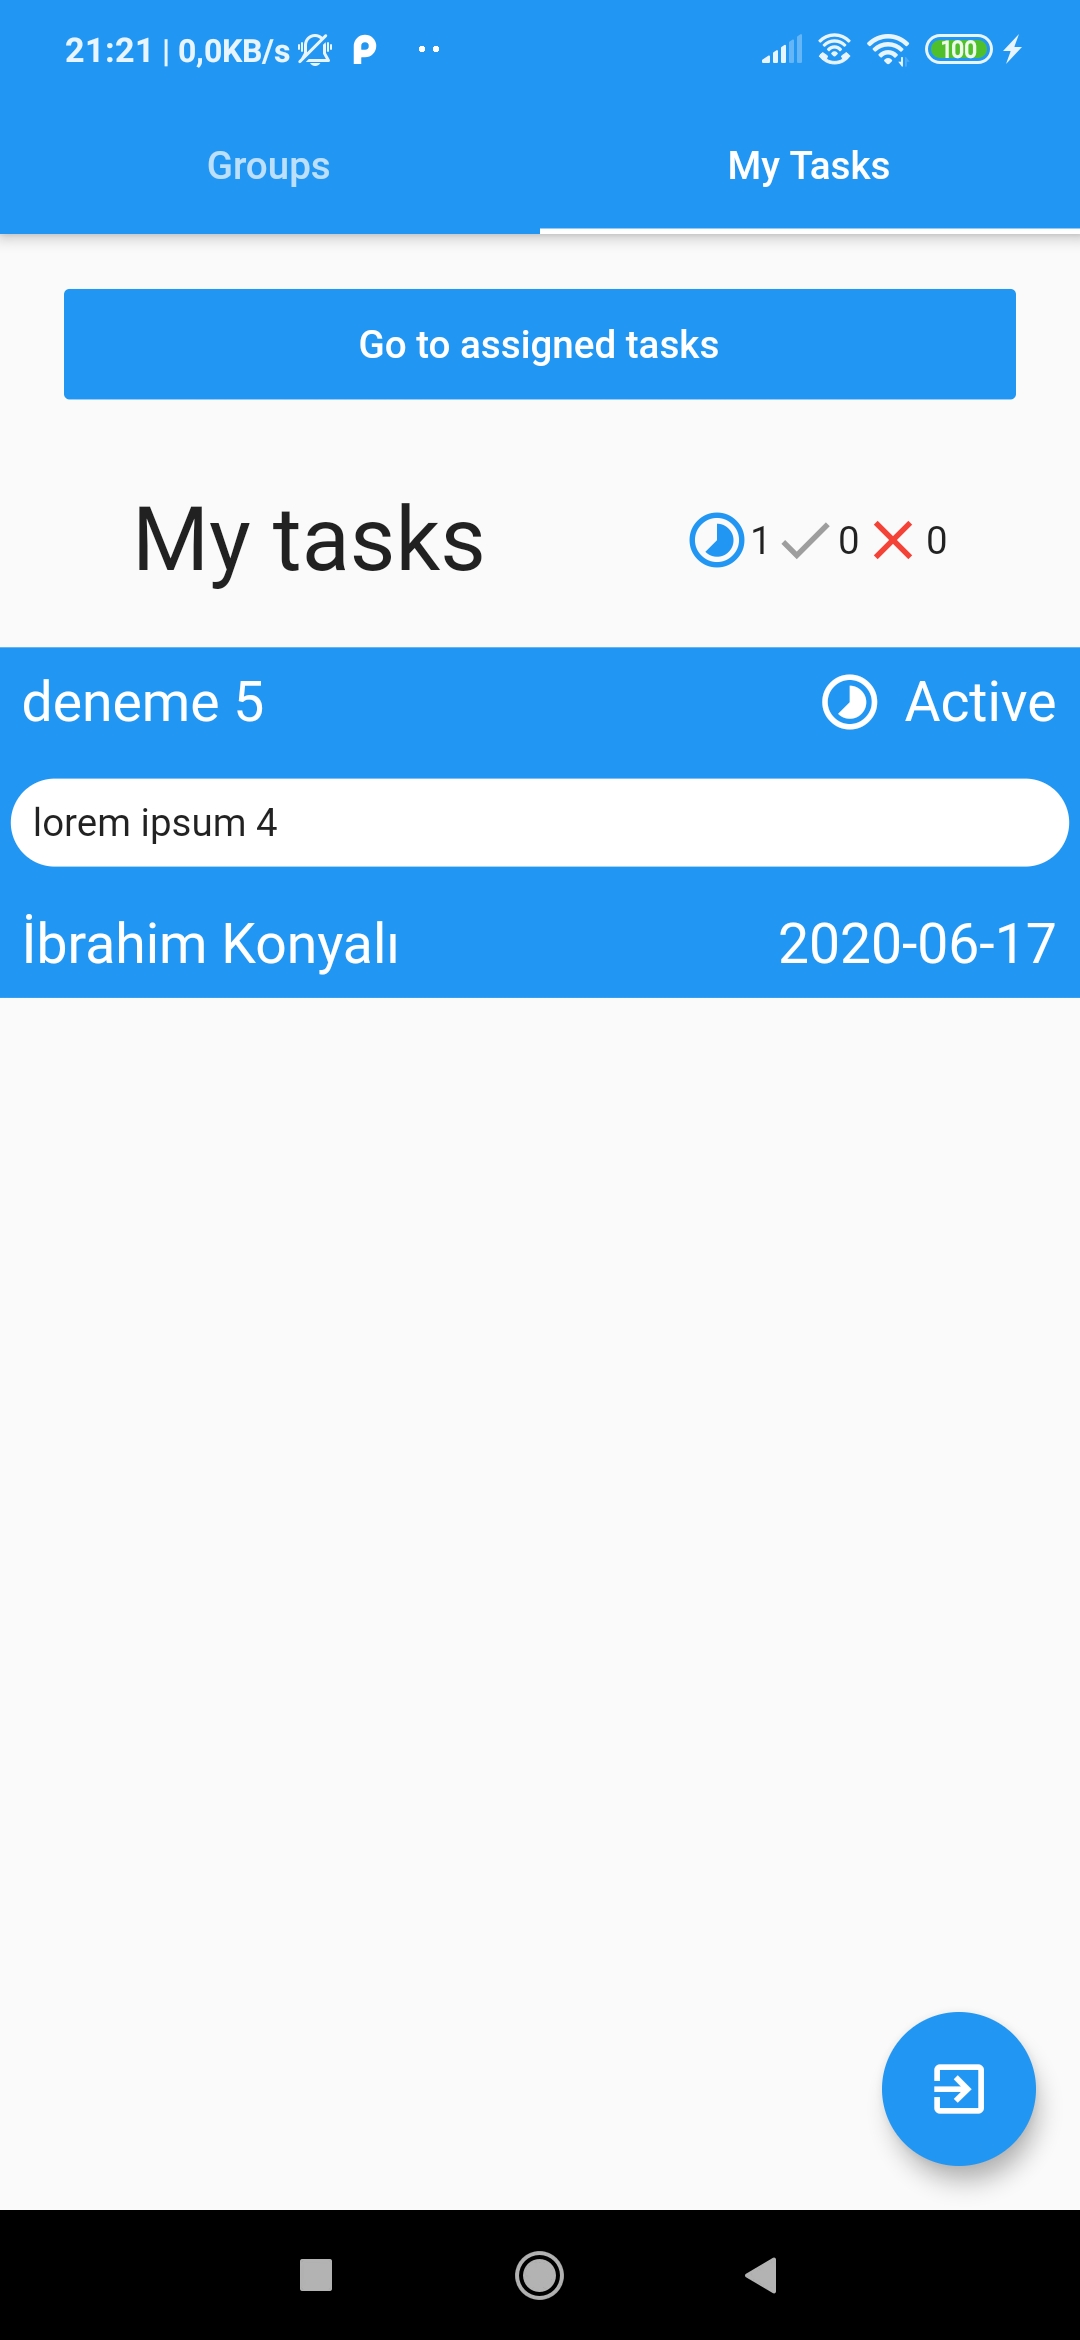 21:21 | 0,0KB/s 100
Groups My Tasks
Go to assigned tasks
My tasks 1 0 0
deneme 5 Active
lorem ipsum 4
İbrahim Konyalı 2020-06-17